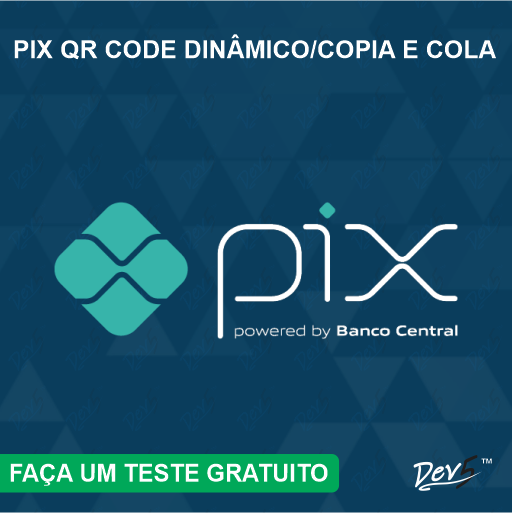 PIX QR CODE DINÂMICO/COPIA E COLA
pix
powered by Banco Central
FAÇA UM TESTE GRATUITO
Dev5™